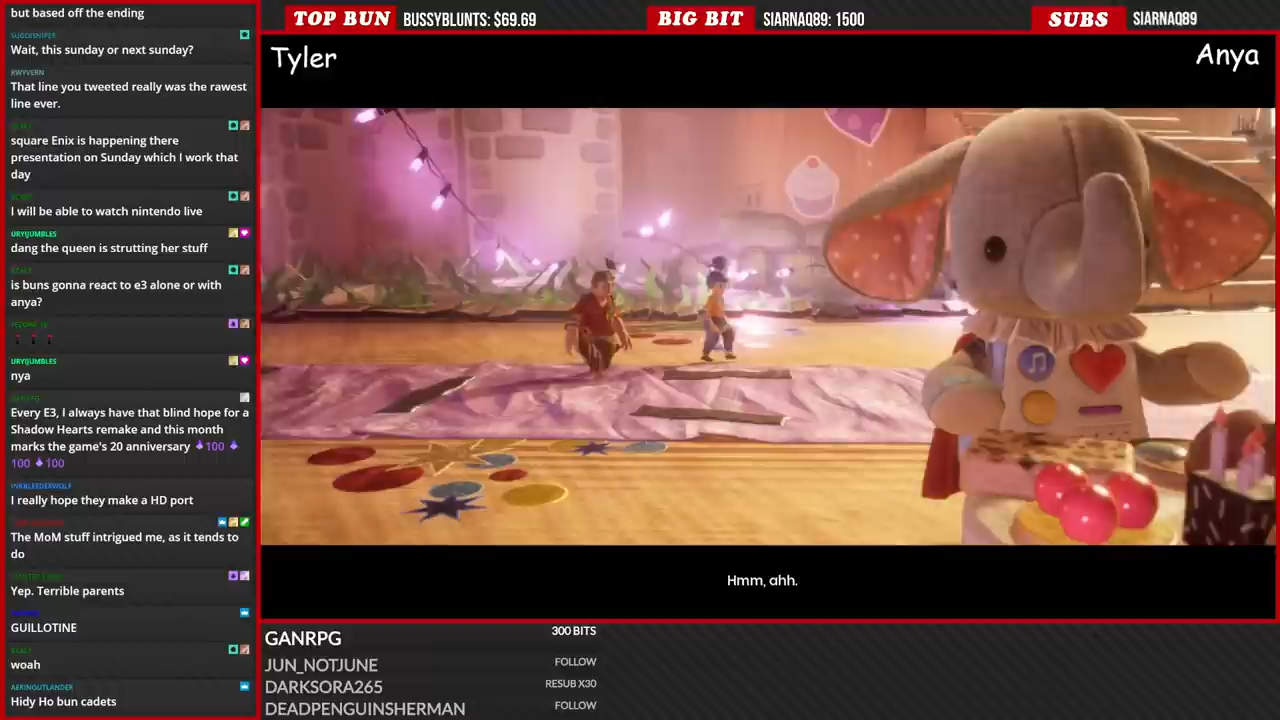 TOP BUN BUSSYBLUNTS: $69.69 BIG BIT SIARNAQ89: 1500 SUBS SIARNAQ89
but based off the ending
SUGOISNIPER
Wait, this sunday or next sunday?
RWYVERN
That line you tweeted really was the rawest
line ever.
square Enix is happening there
presentation on Sunday which I work that
day
I will be able to watch nintendo live
URYIJUMBLES
dang the queen is strutting her stuff
is buns gonna react to e3 alone or with
anya?
URYIJUMBLES
nya
Every E3, I always have that blind hope for a
Shadow Hearts remake and this month
marks the game's 20 anniversary 100
100 100
I really hope they make a HD port
The MoM stuff intrigued me, as it tends to
do
Yep. Terrible parents
GUILLOTINE
woah
AERINOUTLANDER
Hidy Ho bun cadets
Tyler
Anya
Hmm, ahh.
GANRPG 300 BITS
JUN_NOTJUNE FOLLOW
DARKSORA265 RESUB X30
DEADPENGUINSHERMAN FOLLOW